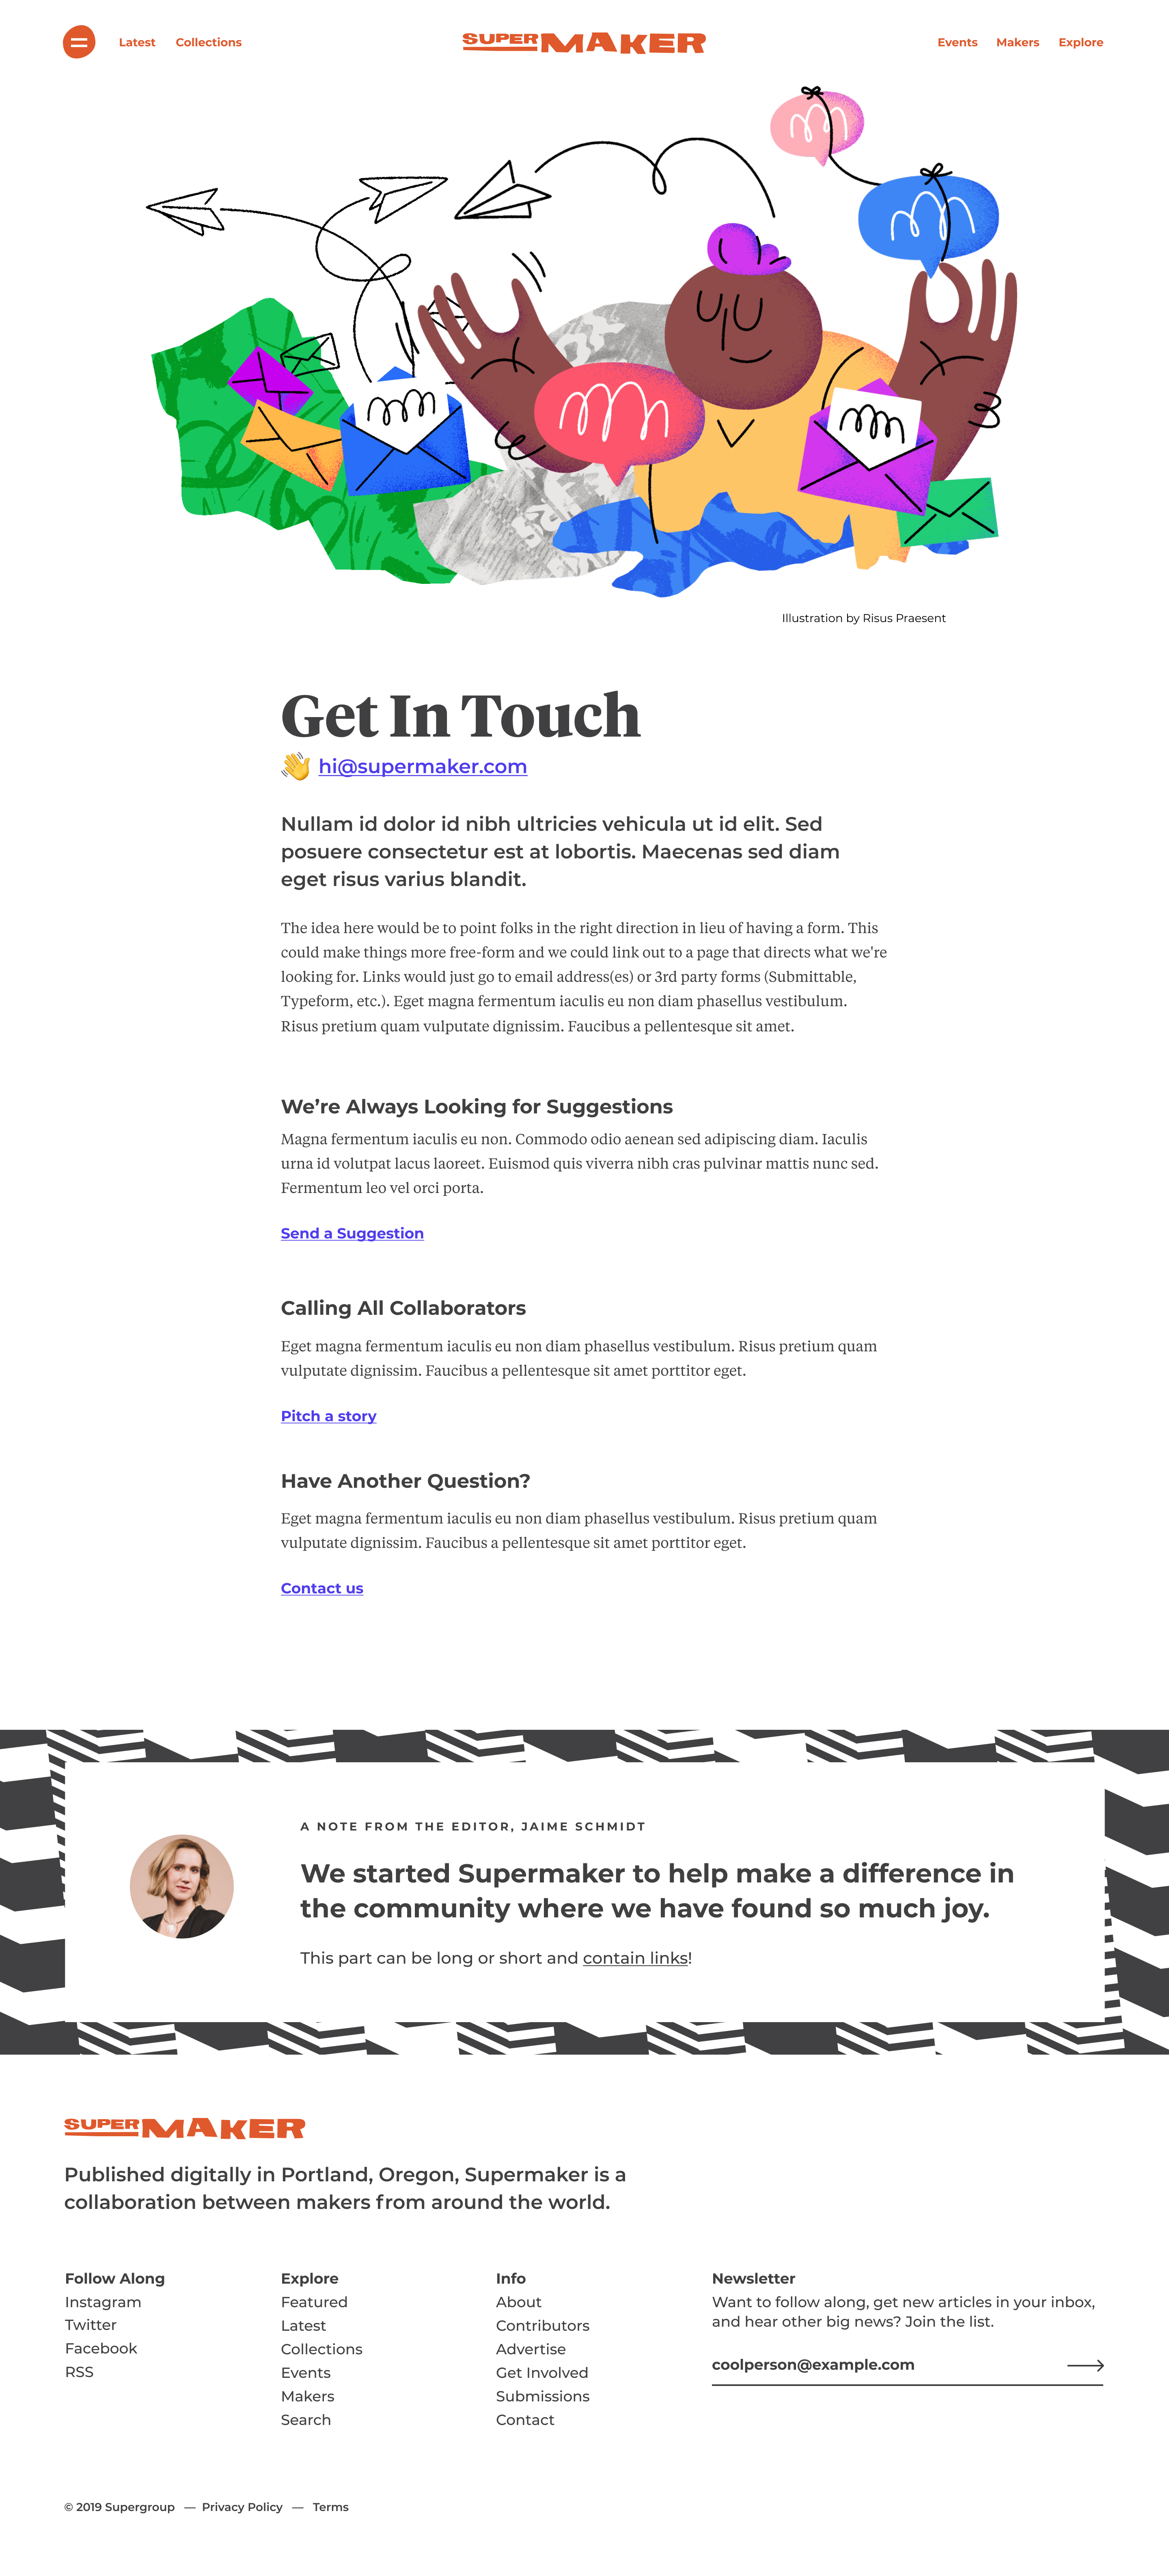 Latest Collections SUPERMAKER Events Makers Explore
Illustration by Risus Praesent
Get In Touch
👋 hi@supermaker.com
Nullam id dolor id nibh ultricies vehicula ut id elit. Sed
posuere consectetur est at lobortis. Maecenas sed diam
eget risus varius blandit.
The idea here would be to point folks in the right direction in lieu of having a form. This
could make things more free-form and we could link out to a page that directs what we're
looking for. Links would just go to email address(es) or 3rd party forms (Submittable,
Typeform, etc.). Eget magna fermentum iaculis eu non diam phasellus vestibulum.
Risus pretium quam vulputate dignissim. Faucibus a pellentesque sit amet.
We’re Always Looking for Suggestions
Magna fermentum iaculis eu non. Commodo odio aenean sed adipiscing diam. Iaculis
urna id volutpat lacus laoreet. Euismod quis viverra nibh cras pulvinar mattis nunc sed.
Fermentum leo vel orci porta.
Send a Suggestion
Calling All Collaborators
Eget magna fermentum iaculis eu non diam phasellus vestibulum. Risus pretium quam
vulputate dignissim. Faucibus a pellentesque sit amet porttitor eget.
Pitch a story
Have Another Question?
Eget magna fermentum iaculis eu non diam phasellus vestibulum. Risus pretium quam
vulputate dignissim. Faucibus a pellentesque sit amet porttitor eget.
Contact us
A NOTE FROM THE EDITOR, JAIME SCHMIDT
We started Supermaker to help make a difference in
the community where we have found so much joy.
This part can be long or short and contain links!
SUPERMAKER
Published digitally in Portland, Oregon, Supermaker is a
collaboration between makers from around the world.
Follow Along
Instagram
Twitter
Facebook
RSS
Explore
Featured
Latest
Collections
Events
Makers
Search
Info
About
Contributors
Advertise
Get Involved
Submissions
Contact
Newsletter
Want to follow along, get new articles in your inbox,
and hear other big news? Join the list.
coolperson@example.com
© 2019 Supergroup — Privacy Policy — Terms